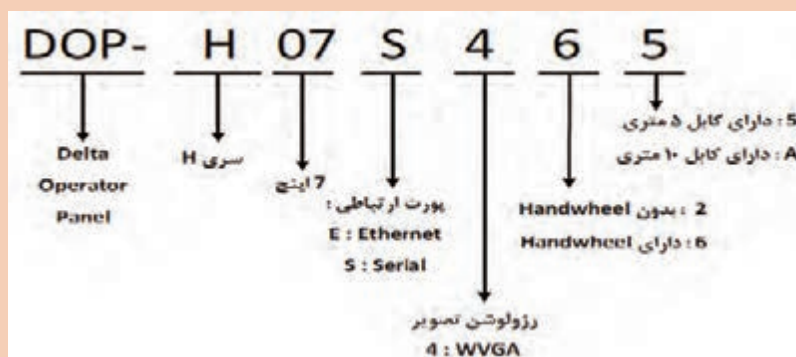 DOP- H 07 S 4 6 5
Delta
Operator
Panel
سری H
7 اینچ
پورت ارتباطی :
E : Ethernet
S : Serial
رزولوشن تصویر
4 : WVGA
2 : بدون Handwheel
6 : دارای Handwheel
5 : دارای کابل ۵ متری
A : دارای کابل ۱۰ متری